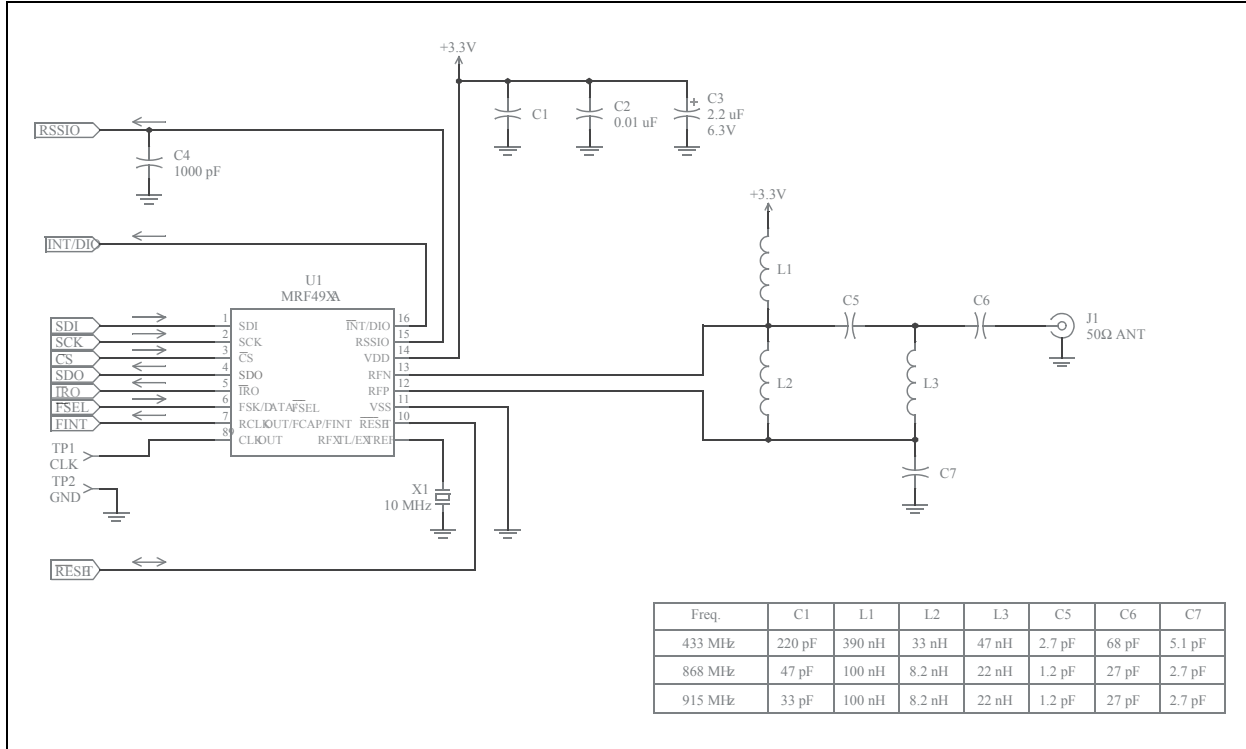 +3.3V
RSSIO
C4
1000 pF
C1
C2
0.01 uF
+
C3
2.2 uF
6.3V
INT/DIO
+3.3V
L1
U1
MRF49XA
C5
C6
J1
50Ω ANT
SDI
1
SDI
INT/DIO
16
SCK
2
SCK
RSSIO
15
CS
3
CS
VDD
14
SDO
4
SDO
RFN
13
L2
L3
IRO
5
IRO
RFP
12
FSEL
6
FSK/DATA/FSEL
VSS
11
FINT
7
RCLKOUT/FCAP/FINT
RESET
10
8
9
CLKOUT
RFXTL/EXTREF
TP1
CLK
TP2
GND
X1
10 MHz
C7
RESET
Freq. C1 L1 L2 L3 C5 C6 C7
433 MHz 220 pF 390 nH 33 nH 47 nH 2.7 pF 68 pF 5.1 pF
868 MHz 47 pF 100 nH 8.2 nH 22 nH 1.2 pF 27 pF 2.7 pF
915 MHz 33 pF 100 nH 8.2 nH 22 nH 1.2 pF 27 pF 2.7 pF